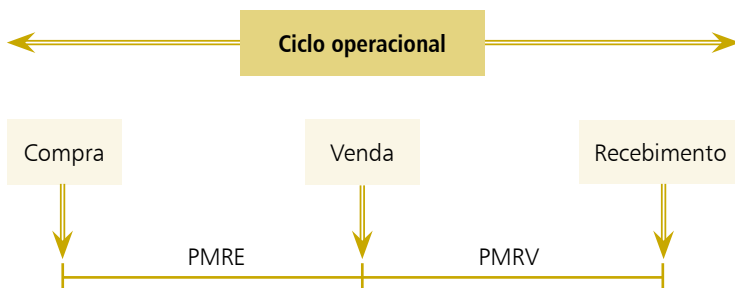 Ciclo operacional
Compra
Venda
Recebimento
PMRE
PMRV